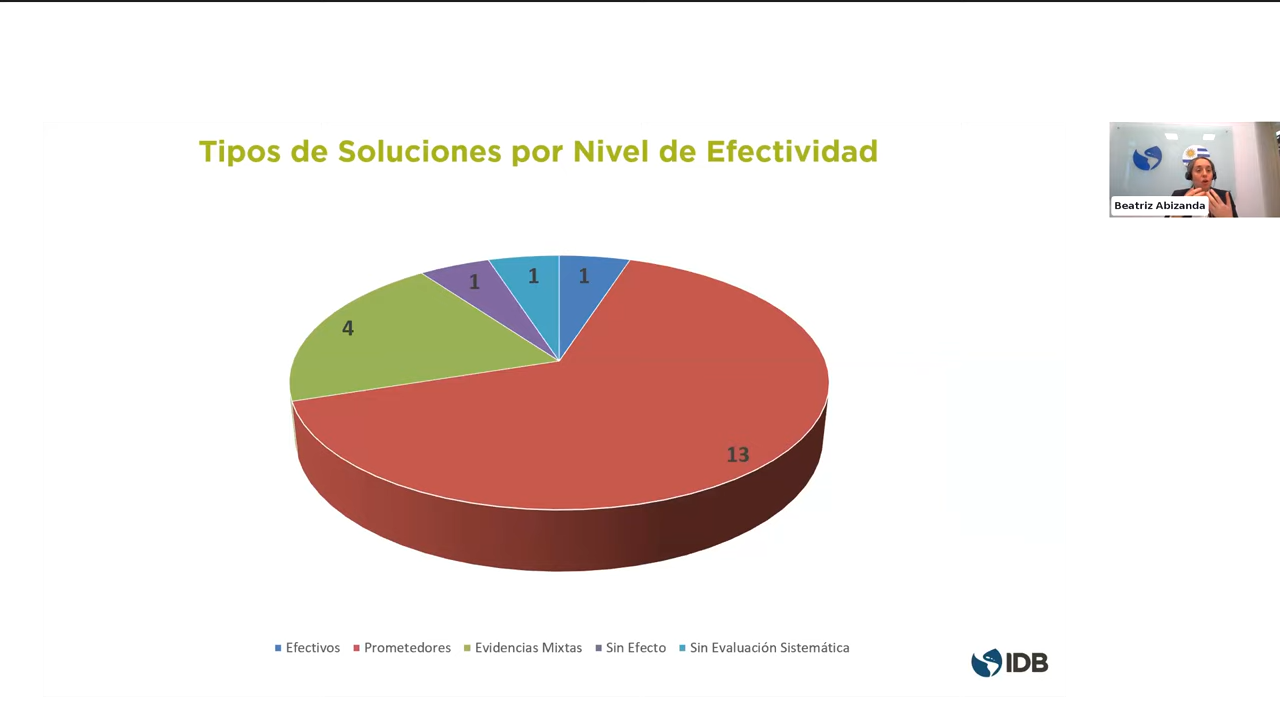 Tipos de Soluciones por Nivel de Efectividad
Beatriz Abizanda
1
1
1
4
13
Efectivos Prometedores Evidencias Mixtas Sin Efecto Sin Evaluación Sistemática
IDB